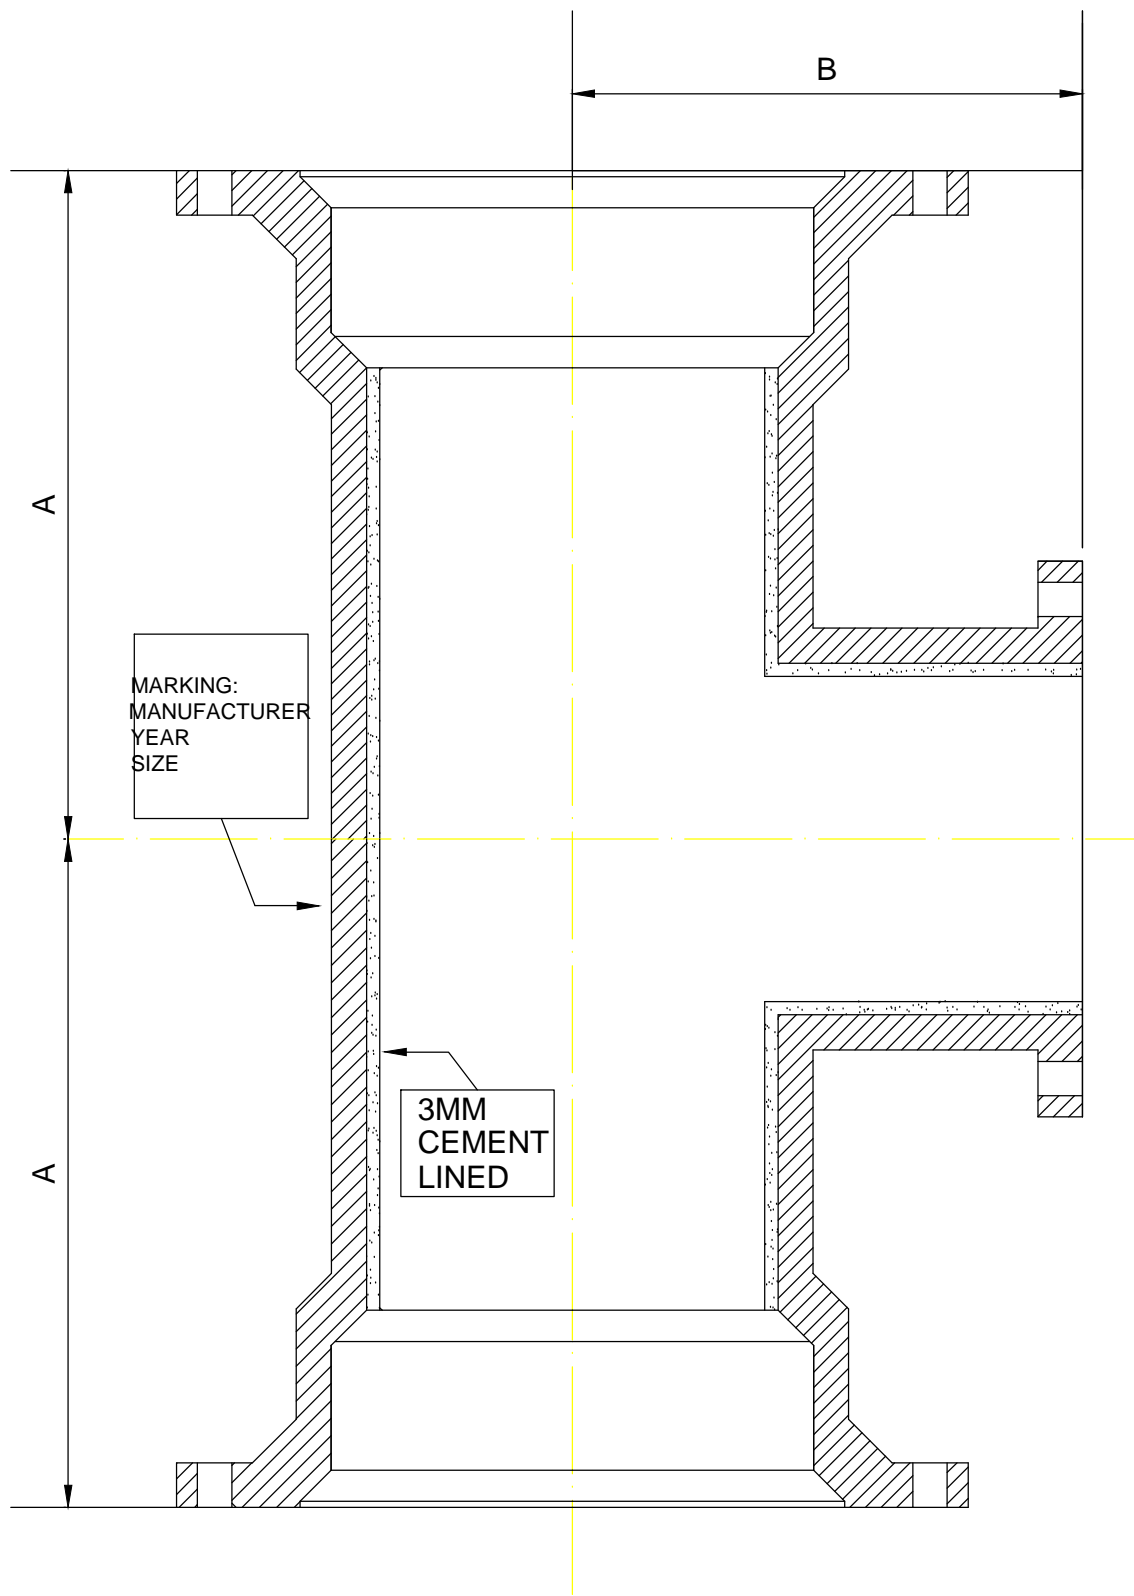 B
A
MARKING:
MANUFACTURER
YEAR
SIZE
3MM
CEMENT
LINED
A